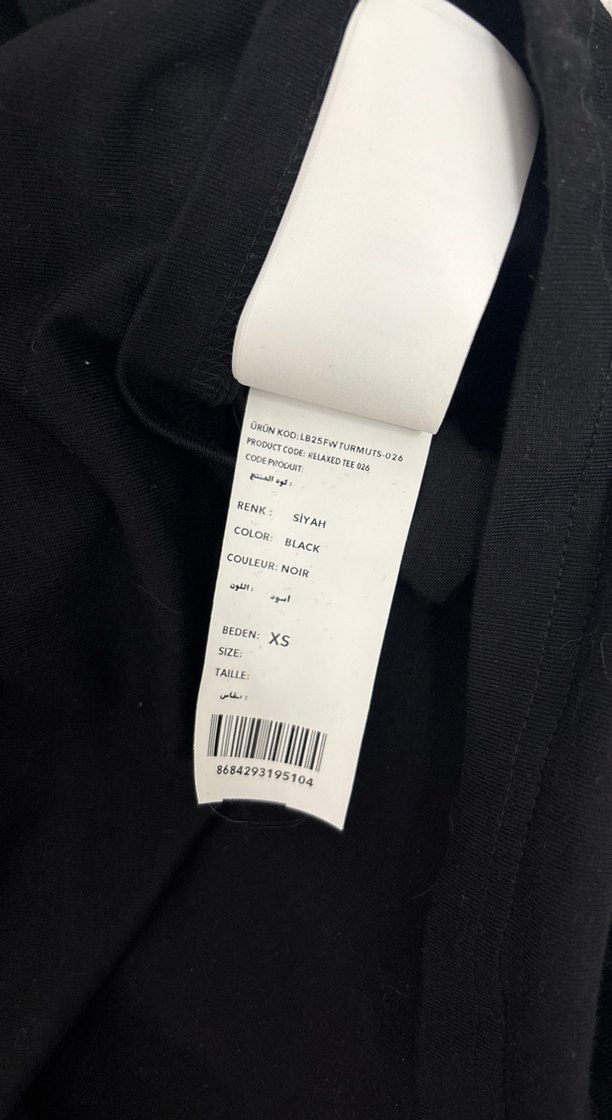 ÜRÜN KOD:LB25FWTURMUTS-026
PRODUCT CODE: RELAXED TEE 026
CODE PRODUIT:
كود المنتج :
RENK : SİYAH
COLOR: BLACK
COULEUR: NOIR
اللون : اسود
BEDEN: XS
SIZE:
TAILLE:
مقاس :
8684293195104